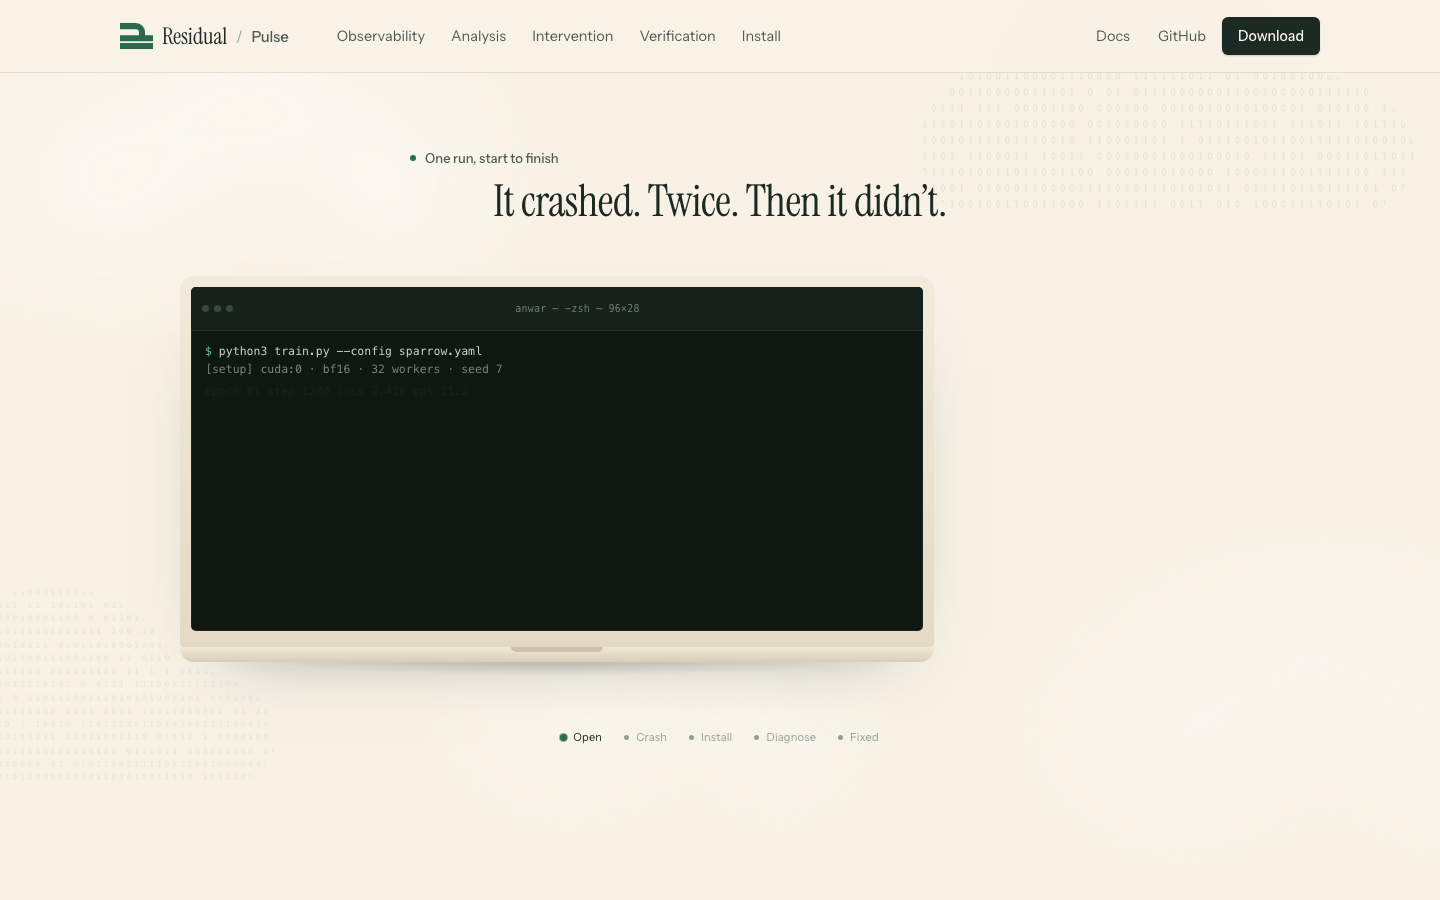 Residual / Pulse
Observability
Analysis
Intervention
Verification
Install
Docs
GitHub
Download
One run, start to finish
It crashed. Twice. Then it didn’t.
anwar — -zsh — 96×28
$ python3 train.py --config sparrow.yaml
[setup] cuda:0 · bf16 · 32 workers · seed 7
Open
Crash
Install
Diagnose
Fixed